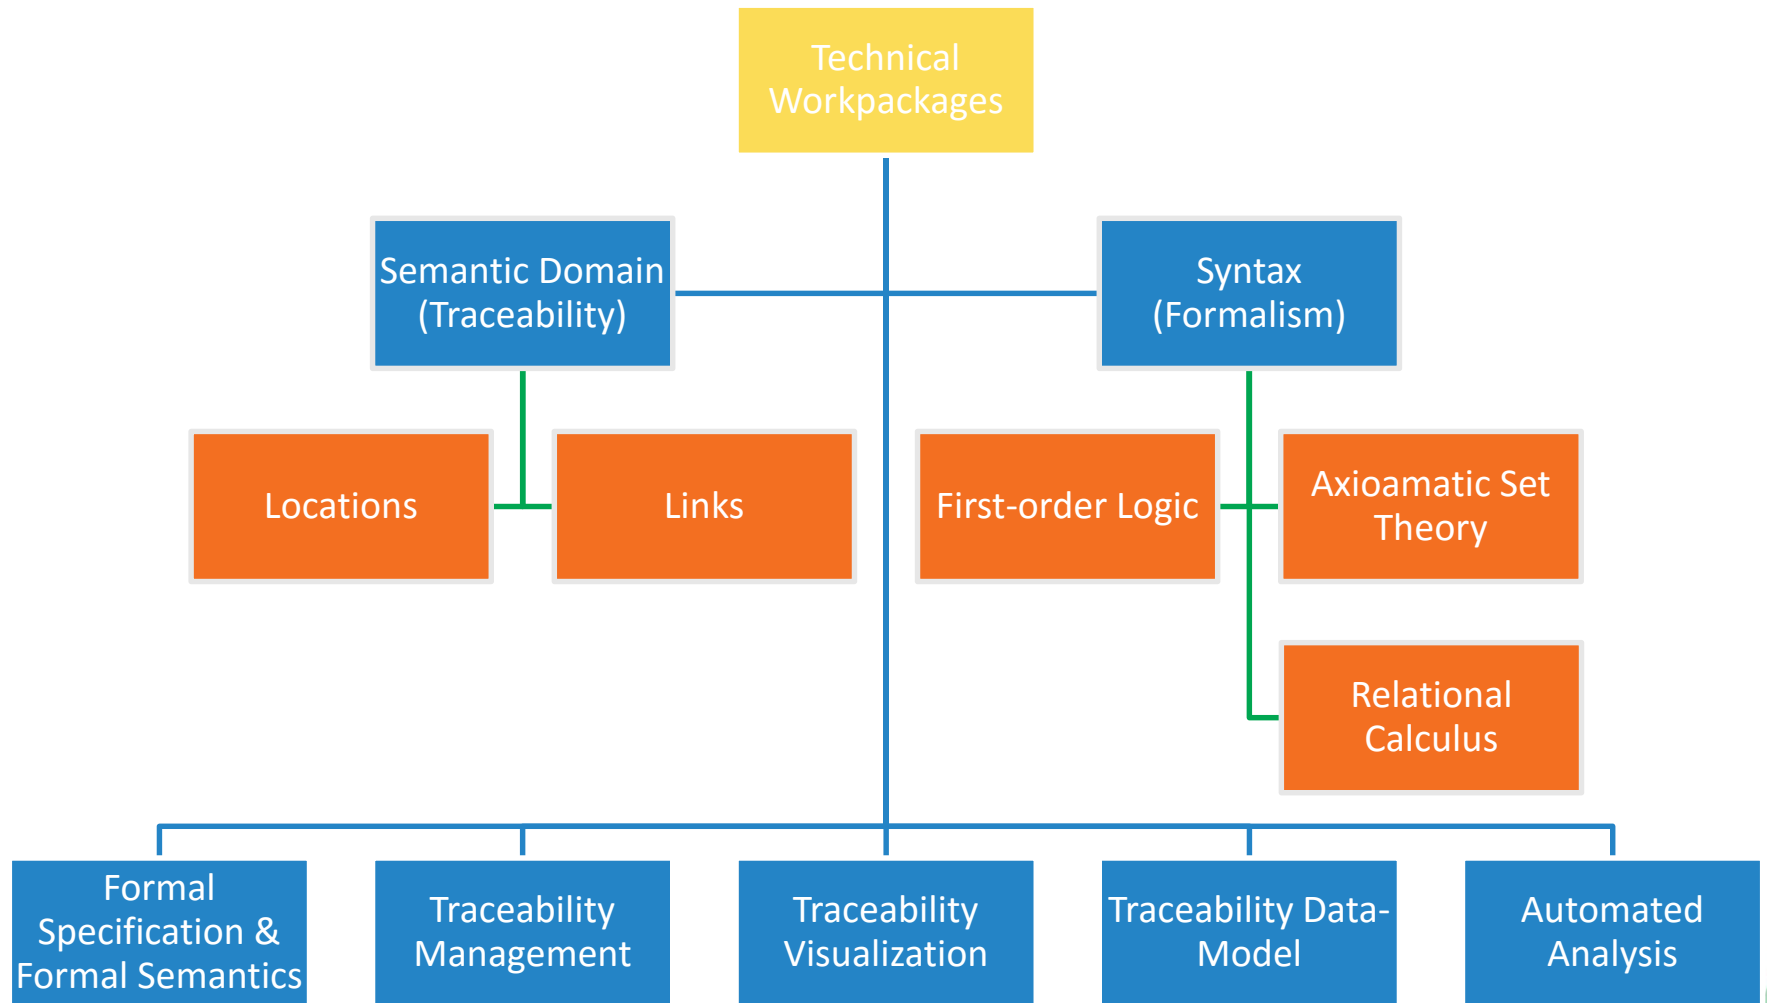 Technical
Workpackages
Semantic Domain
(Traceability)
Syntax
(Formalism)
Locations
Links
First-order Logic
Axioamatic Set
Theory
Relational
Calculus
Formal
Specification &
Formal Semantics
Traceability
Management
Traceability
Visualization
Traceability Data-
Model
Automated
Analysis